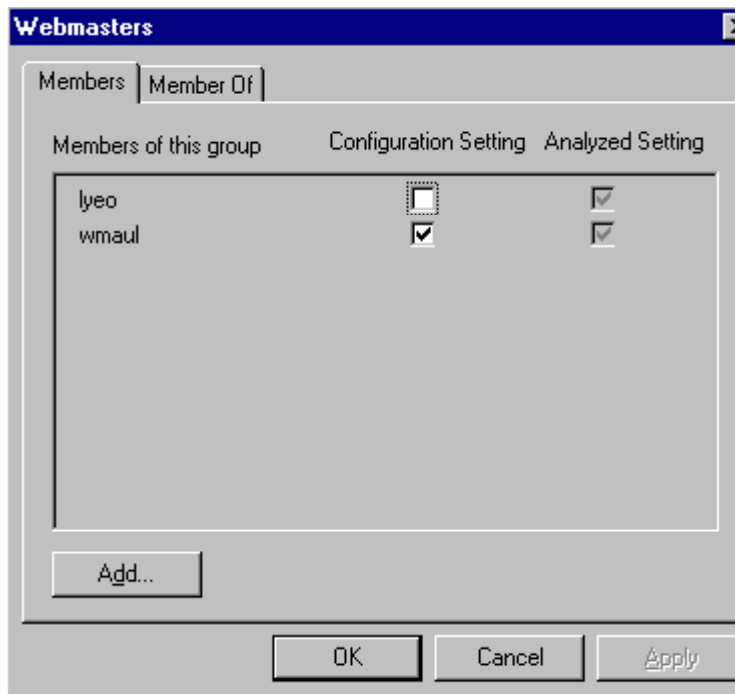 Webmasters
Members Member Of
Members of this group Configuration Setting Analyzed Setting
lyeo
wmaul
Add...
OK Cancel Apply